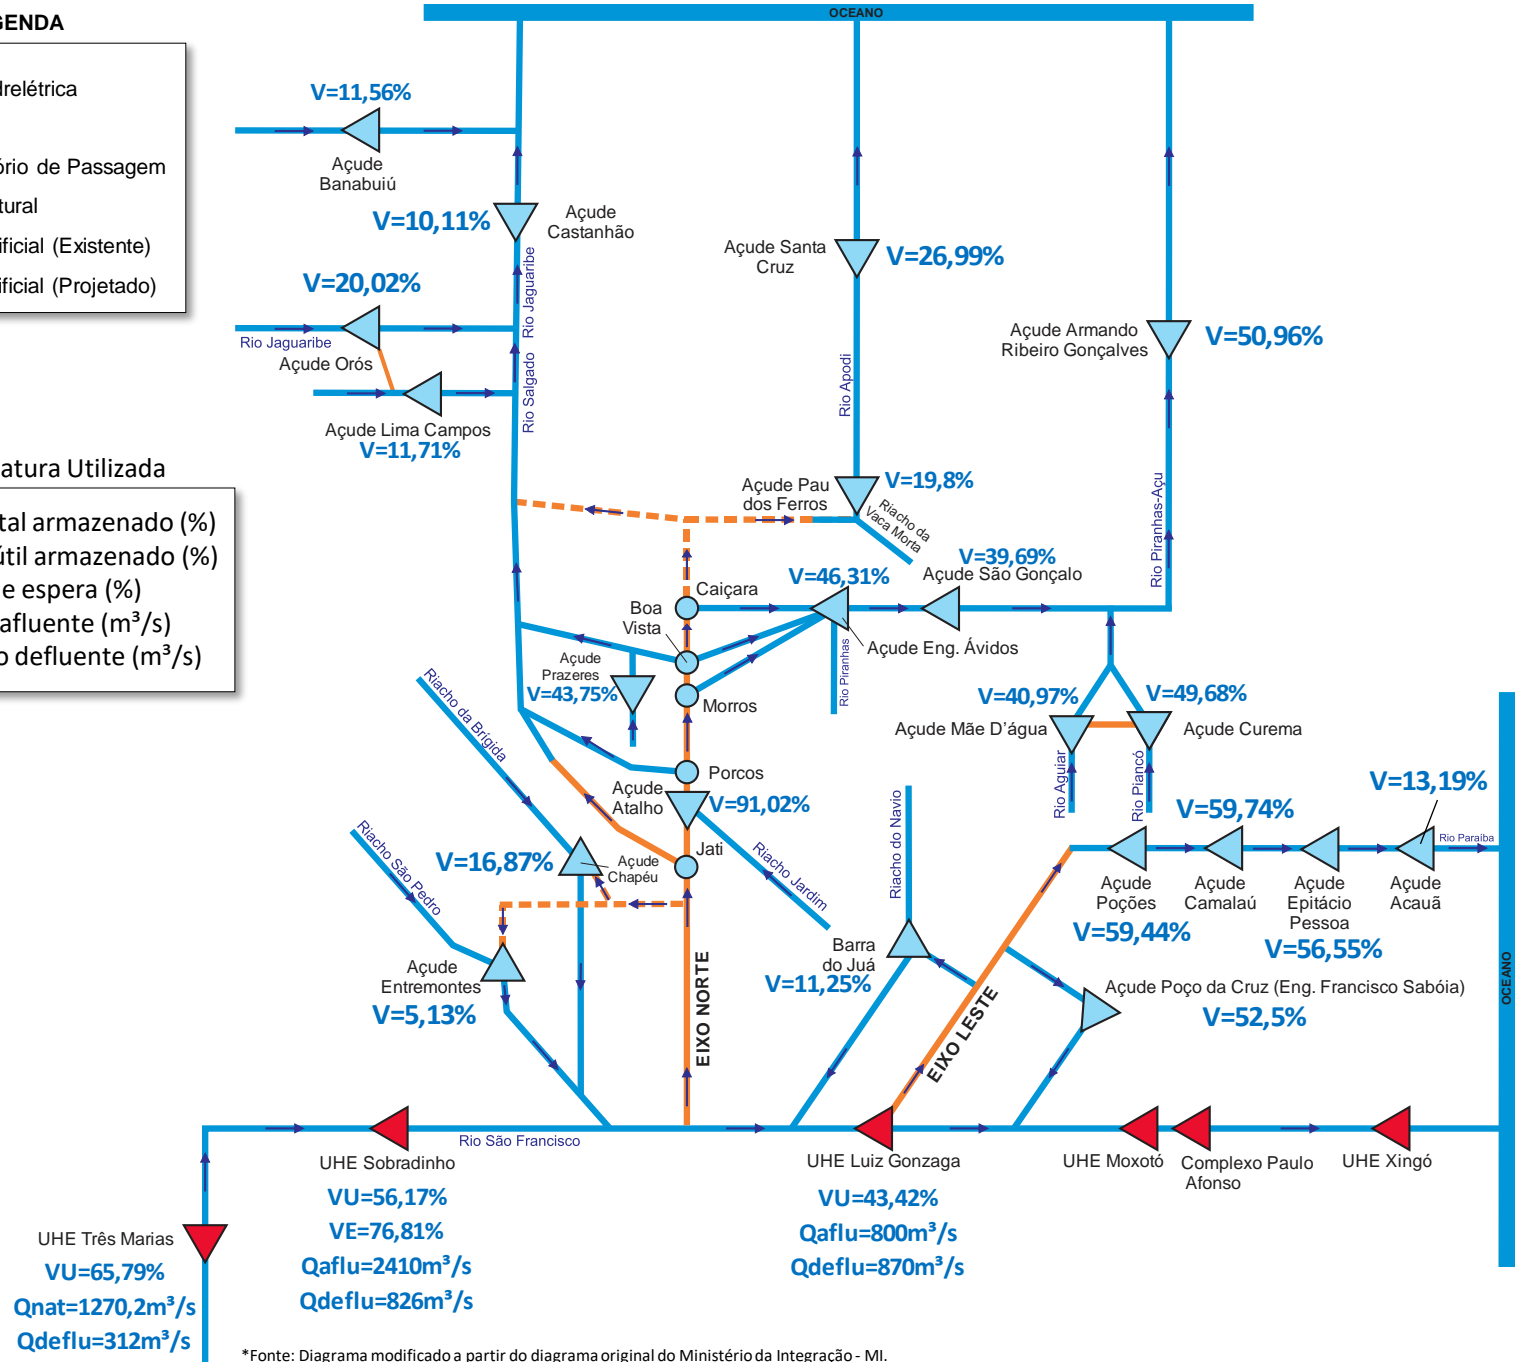 GENDA
drelétrica
ório de Passagem
tural
ificial (Existente)
ificial (Projetado)
atura Utilizada
tal armazenado (%)
útil armazenado (%)
e espera (%)
afluente (m³/s)
o defluente (m³/s)
OCEANO
V=11,56%
Açude
Banabuiú
V=10,11%
Açude
Castanhão
Rio Jaguaribe
V=20,02%
Rio Jaguaribe
Açude Orós
Rio Salgado
Açude Lima Campos
V=11,71%
Açude Santa
Cruz
V=26,99%
Rio Apodi
Açude Armando
Ribeiro Gonçalves
V=50,96%
Rio Piranhas-Açu
Açude Pau
dos Ferros
V=19,8%
Riacho da
Vaca Morta
V=39,69%
Açude São Gonçalo
V=46,31%
Açude Eng. Ávidos
Rio Piranhas
Caiçara
Boa
Vista
Morros
Açude
Prazeres
V=43,75%
Porcos
Açude
Atalho
V=91,02%
Jati
Riacho Jardim
Riacho da Brígida
Riacho São Pedro
V=16,87%
Açude
Chapéu
Açude
Entremontes
V=5,13%
EIXO NORTE
V=40,97%
Açude Mãe D’água
Rio Aguiar
V=49,68%
Açude Curema
Rio Piancó
V=13,19%
V=59,74%
Rio Paraíba
Açude
Poções
V=59,44%
Açude
Camalaú
Açude
Epitácio
Pessoa
V=56,55%
Açude
Acauã
Riacho do Navio
Barra
do Juá
V=11,25%
EIXO LESTE
Açude Poço da Cruz (Eng. Francisco Sabóia)
V=52,5%
OCEANO
Rio São Francisco
UHE Sobradinho
VU=56,17%
VE=76,81%
Qaflu=2410m³/s
Qdeflu=826m³/s
UHE Luiz Gonzaga
VU=43,42%
Qaflu=800m³/s
Qdeflu=870m³/s
UHE Moxotó
Complexo Paulo
Afonso
UHE Xingó
UHE Três Marias
VU=65,79%
Qnat=1270,2m³/s
Qdeflu=312m³/s
*Fonte: Diagrama modificado a partir do diagrama original do Ministério da Integração - MI.